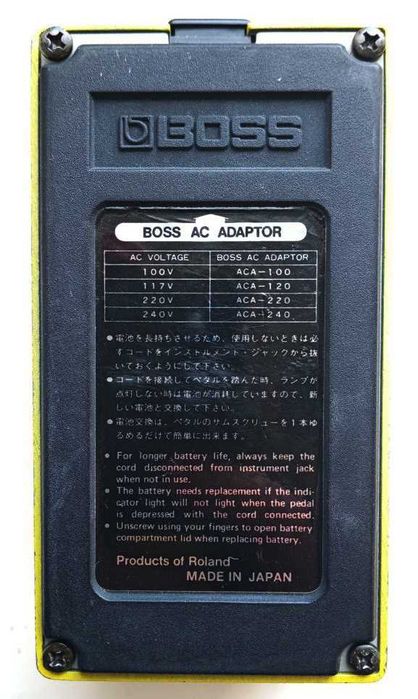 BOSS
BOSS AC ADAPTOR
AC VOLTAGE BOSS AC ADAPTOR
100V ACA-100
117V ACA-120
220V ACA-220
240V ACA-240
●電池を長持ちさせるため、使用しないときは必
ずコードをインストルメント・ジャックから抜
いておくようにして下さい。
●コードを接続してペダルを踏んだ時、ランプが
点灯しない時は電池が消耗していますので、新
しい電池と交換して下さい。
●電池交換は、ペダルのサムスクリューを1本ゆ
るめるだけで簡単に出来ます。
• For longer battery life, always keep the
cord disconnected from instrument jack
when not in use.
• The battery needs replacement if the indi-
cator light will not light when the pedal
is depressed with the cord connected.
• Unscrew using your fingers to open battery
compartment lid when replacing battery.
Products of Roland
MADE IN JAPAN